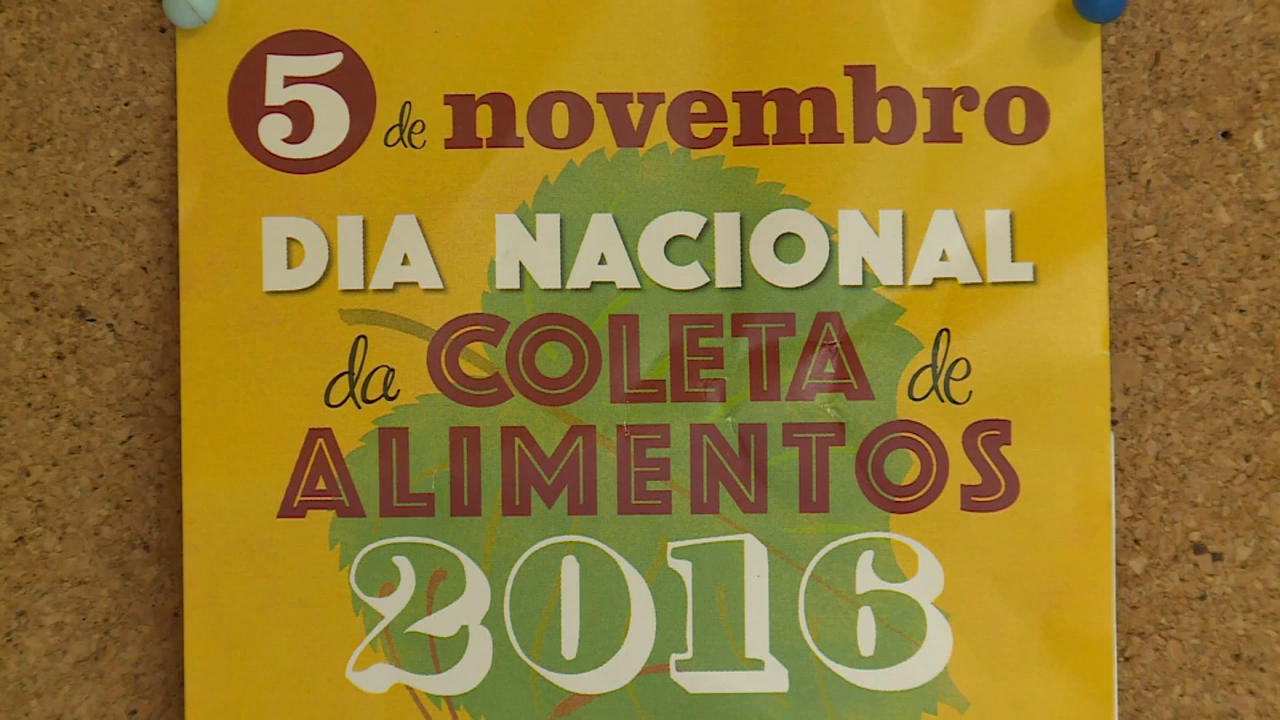 5 de novembro
DIA NACIONAL
da COLETA de
ALIMENTOS
2016